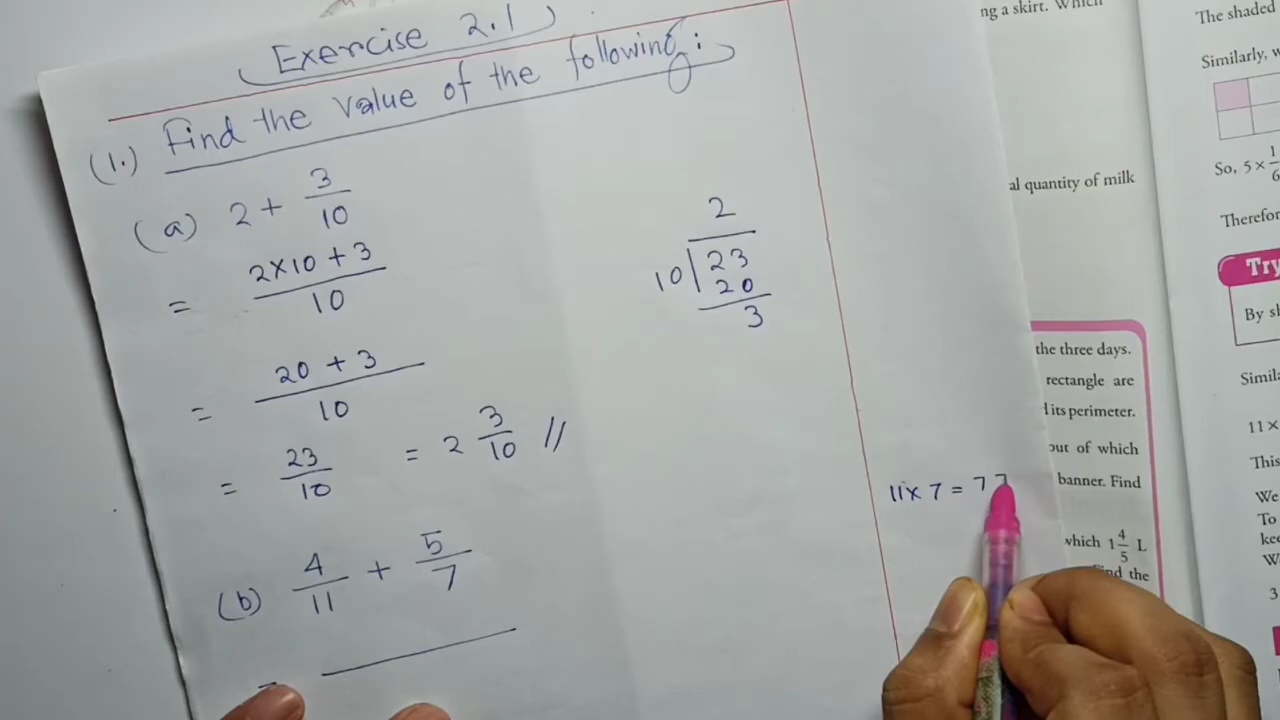 Exercise 2.1
(1.) Find the value of the following:
(a) 2 + 3/10
= 2×10 + 3/10
= 20 + 3/10
= 23/10 = 2 3/10 //
(b) 4/11 + 5/7
=
2
10 23
20
3
11 × 7 = 77
ng a skirt. Which
al quantity of milk
the three days.
rectangle are
its perimeter.
out of which
banner. Find
which 1 4/5 L
Find the
The shaded
Similarly, w
So, 5 × 1/6
Therefor
Try
By sh
Simila
11 ×
This
We
To
kee
W
3